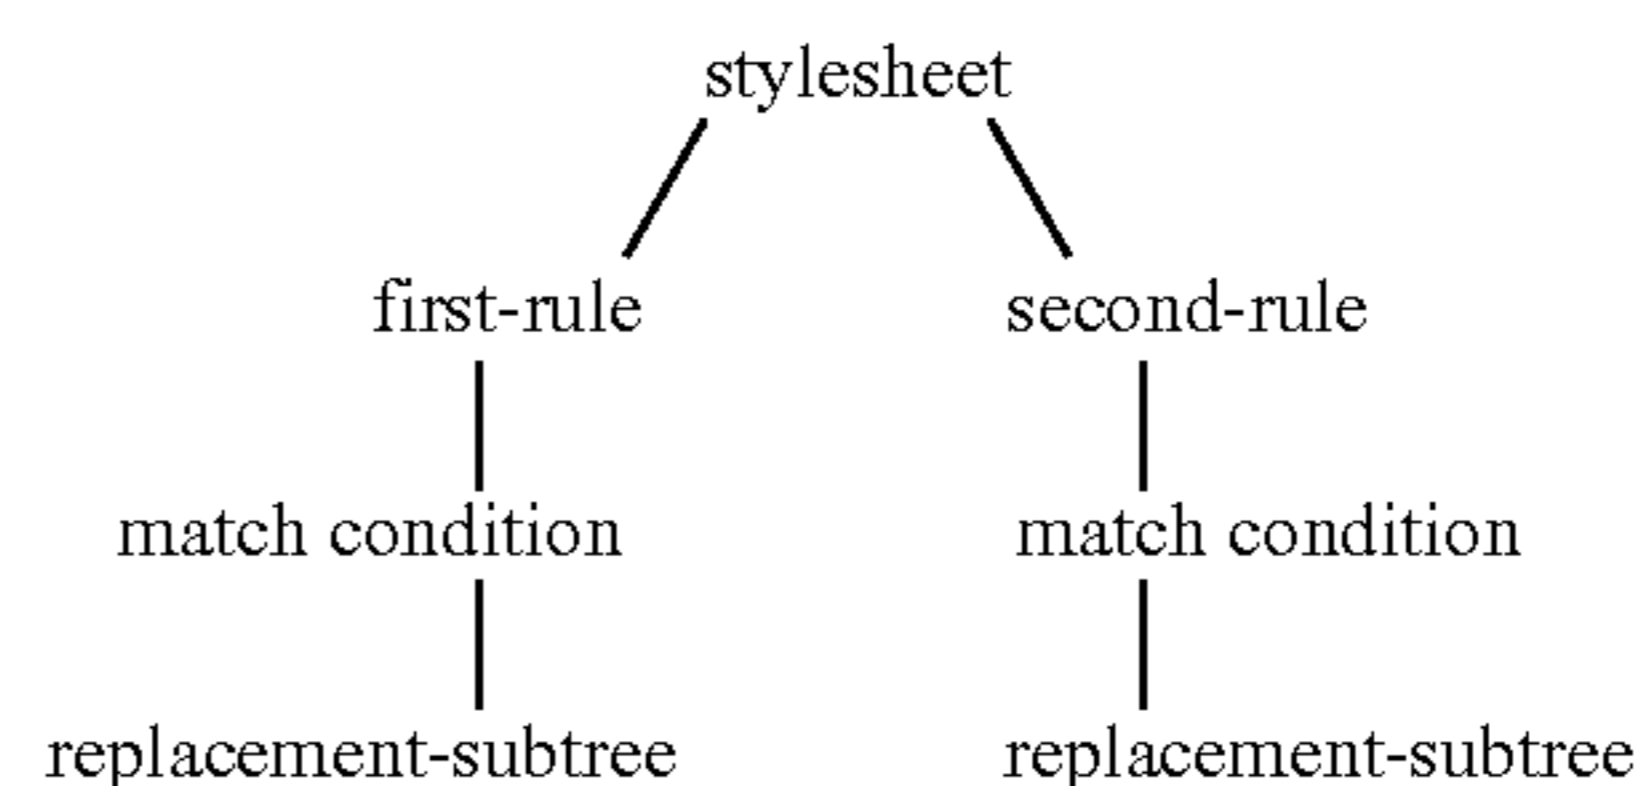 stylesheet
first-rule second-rule
match condition match condition
replacement-subtree replacement-subtree